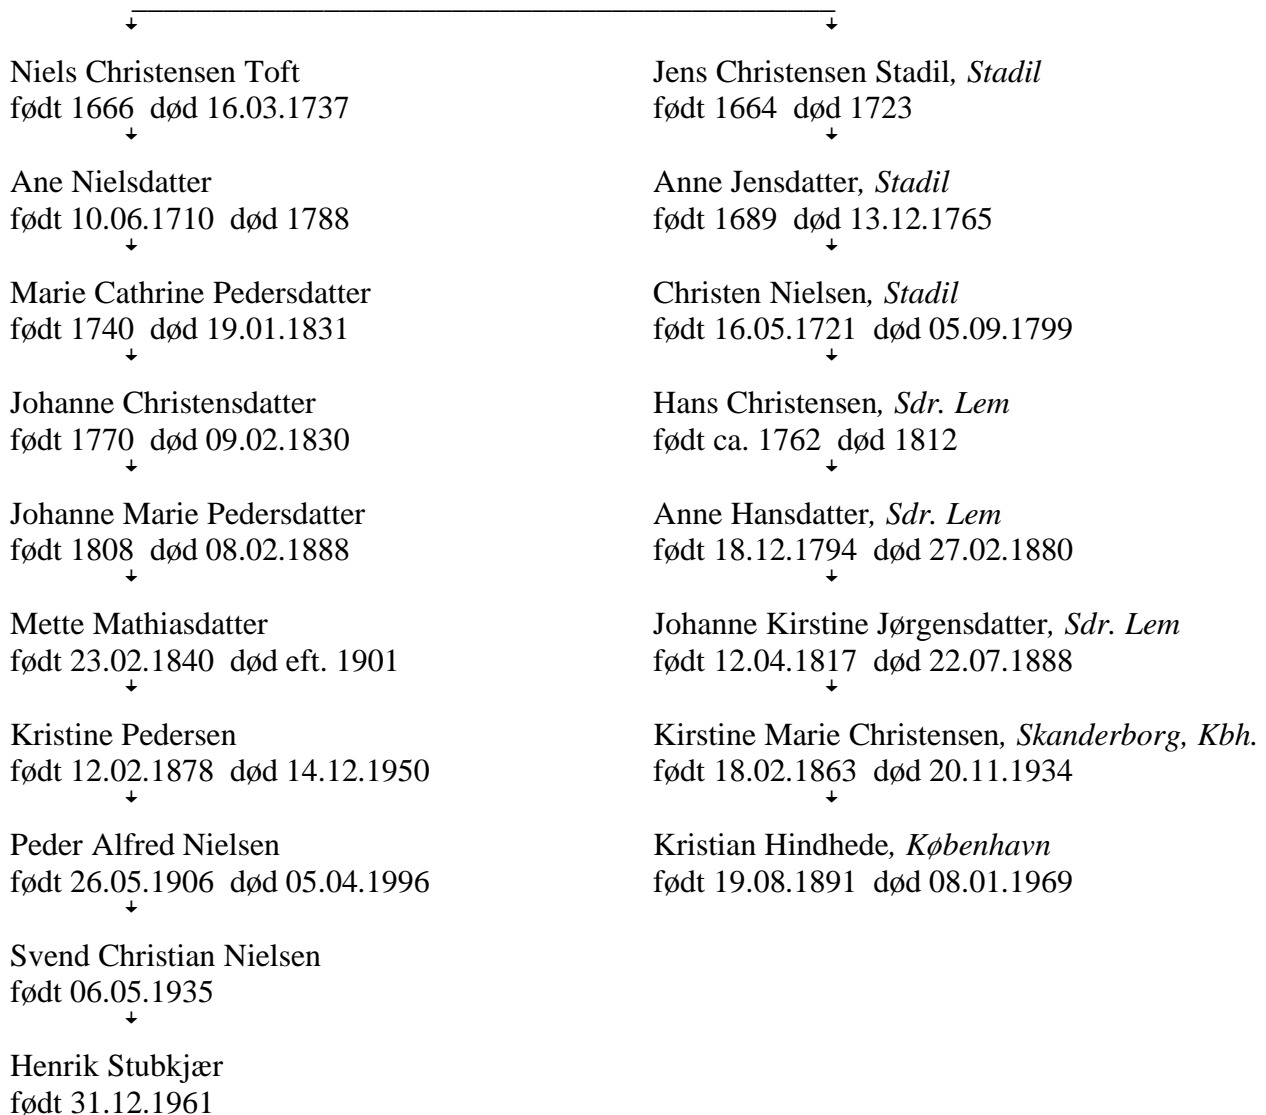 Niels Christensen Toft
født 1666 død 16.03.1737
Ane Nielsdatter
født 10.06.1710 død 1788
Marie Cathrine Pedersdatter
født 1740 død 19.01.1831
Johanne Christensdatter
født 1770 død 09.02.1830
Johanne Marie Pedersdatter
født 1808 død 08.02.1888
Mette Mathiasdatter
født 23.02.1840 død eft. 1901
Kristine Pedersen
født 12.02.1878 død 14.12.1950
Peder Alfred Nielsen
født 26.05.1906 død 05.04.1996
Svend Christian Nielsen
født 06.05.1935
Henrik Stubkjær
født 31.12.1961
Jens Christensen Stadil, Stadil
født 1664 død 1723
Anne Jensdatter, Stadil
født 1689 død 13.12.1765
Christen Nielsen, Stadil
født 16.05.1721 død 05.09.1799
Hans Christensen, Sdr. Lem
født ca. 1762 død 1812
Anne Hansdatter, Sdr. Lem
født 18.12.1794 død 27.02.1880
Johanne Kirstine Jørgensdatter, Sdr. Lem
født 12.04.1817 død 22.07.1888
Kirstine Marie Christensen, Skanderborg, Kbh.
født 18.02.1863 død 20.11.1934
Kristian Hindhede, København
født 19.08.1891 død 08.01.1969